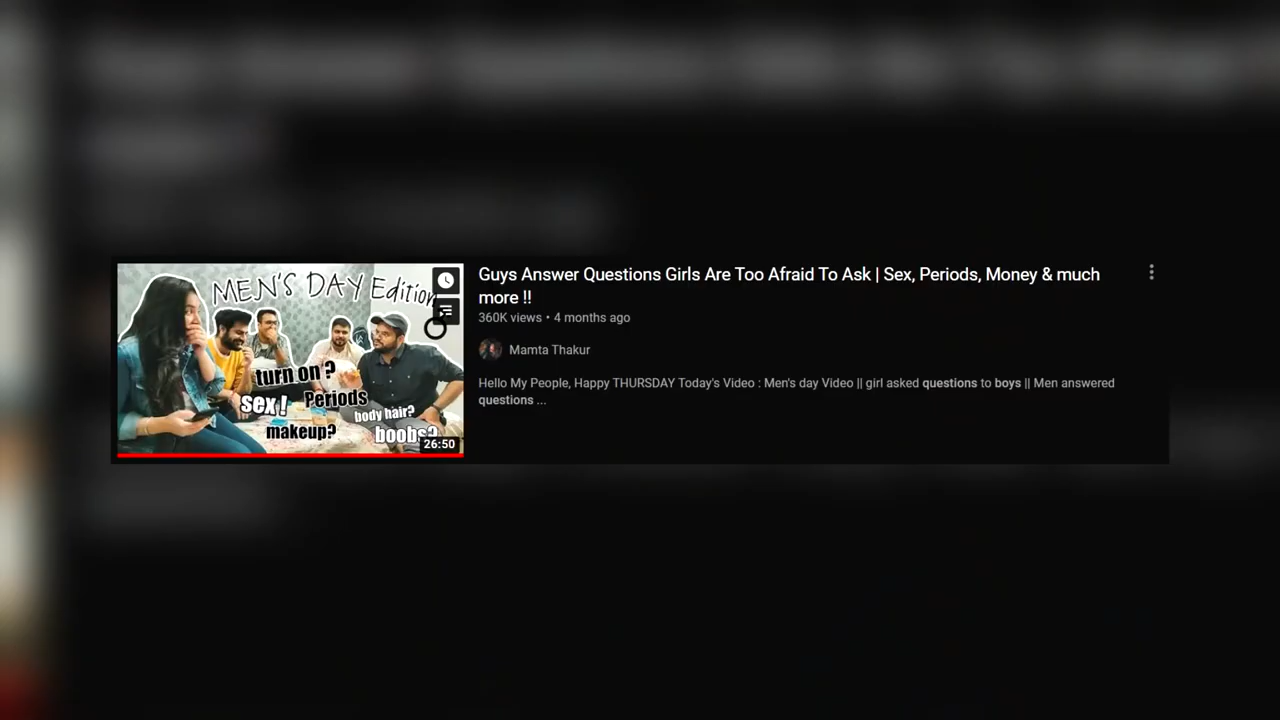 MEN'S DAY Edition
turn on ?
sex ! Periods
body hair?
makeup?
boobs?
26:50
Guys Answer Questions Girls Are Too Afraid To Ask | Sex, Periods, Money & much
more !!
360K views • 4 months ago
Mamta Thakur
Hello My People, Happy THURSDAY Today's Video : Men's day Video || girl asked questions to boys || Men answered
questions ...